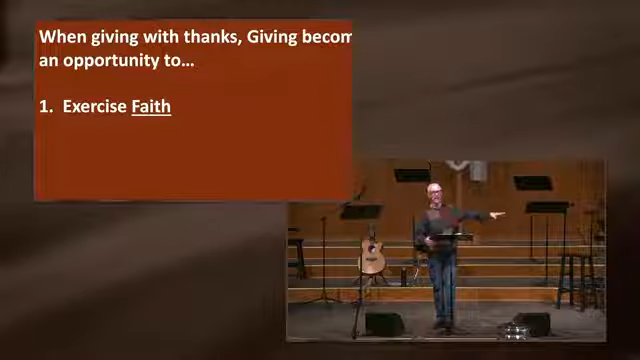 When giving with thanks, Giving becom
an opportunity to…
1. Exercise Faith